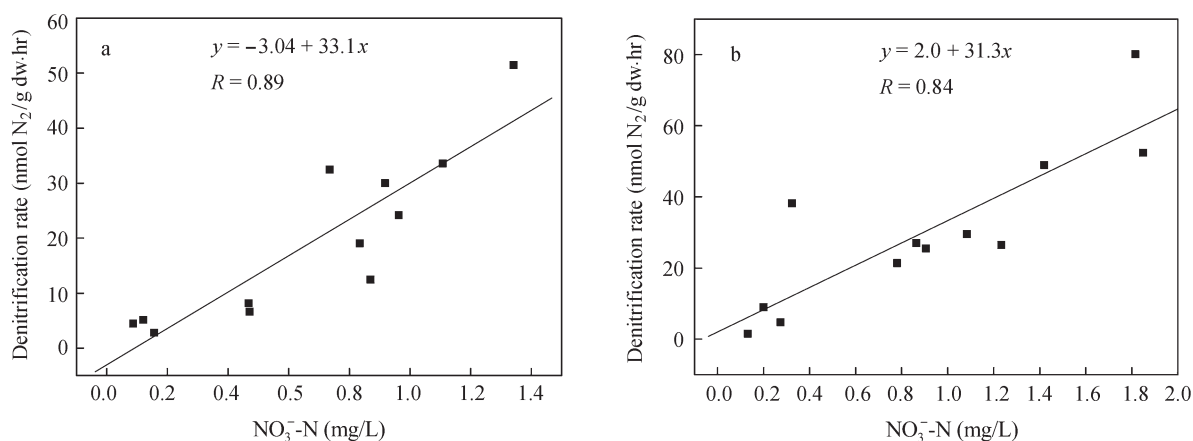 60
50
40
30
20
10
0
Denitrification rate (nmol N₂/g dw·hr)
a
y = −3.04 + 33.1x
R = 0.89
0.0 0.2 0.4 0.6 0.8 1.0 1.2 1.4
NO₃⁻-N (mg/L)
80
60
40
20
0
Denitrification rate (nmol N₂/g dw·hr)
b
y = 2.0 + 31.3x
R = 0.84
0.0 0.2 0.4 0.6 0.8 1.0 1.2 1.4 1.6 1.8 2.0
NO₃⁻-N (mg/L)